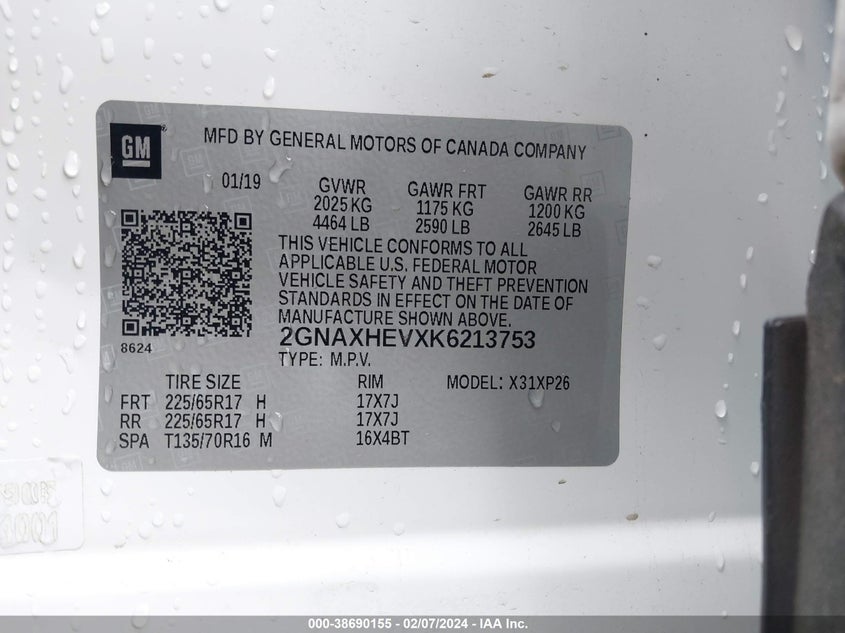 GM
MFD BY GENERAL MOTORS OF CANADA COMPANY
01/19 GVWR GAWR FRT GAWR RR
2025 KG 1175 KG 1200 KG
4464 LB 2590 LB 2645 LB
THIS VEHICLE CONFORMS TO ALL
APPLICABLE U.S. FEDERAL MOTOR
VEHICLE SAFETY AND THEFT PREVENTION
STANDARDS IN EFFECT ON THE DATE OF
MANUFACTURE SHOWN ABOVE.
8624 2GNAXHEVXK6213753
TYPE: M.P.V.
TIRE SIZE RIM MODEL: X31XP26
FRT 225/65R17 H 17X7J
RR 225/65R17 H 17X7J
SPA T135/70R16 M 16X4BT
000-38690155 — 02/07/2024 - IAA Inc.